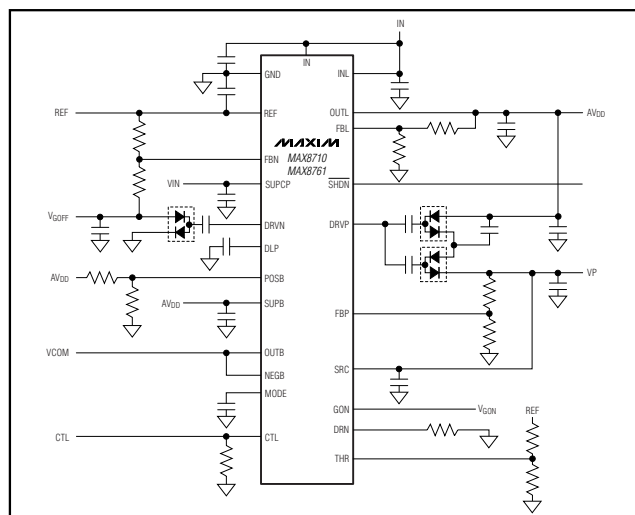 IN
IN
GND
INL
REF
REF
OUTL
AVDD
FBL
MAXIM
MAX8710
MAX8761
FBN
VIN
SUPCP
SHDN
VGOFF
DRVN
DRVP
DLP
AVDD
POSB
VP
AVDD
SUPB
FBP
VCOM
OUTB
NEGB
SRC
MODE
GON
VGON
REF
CTL
CTL
DRN
THR